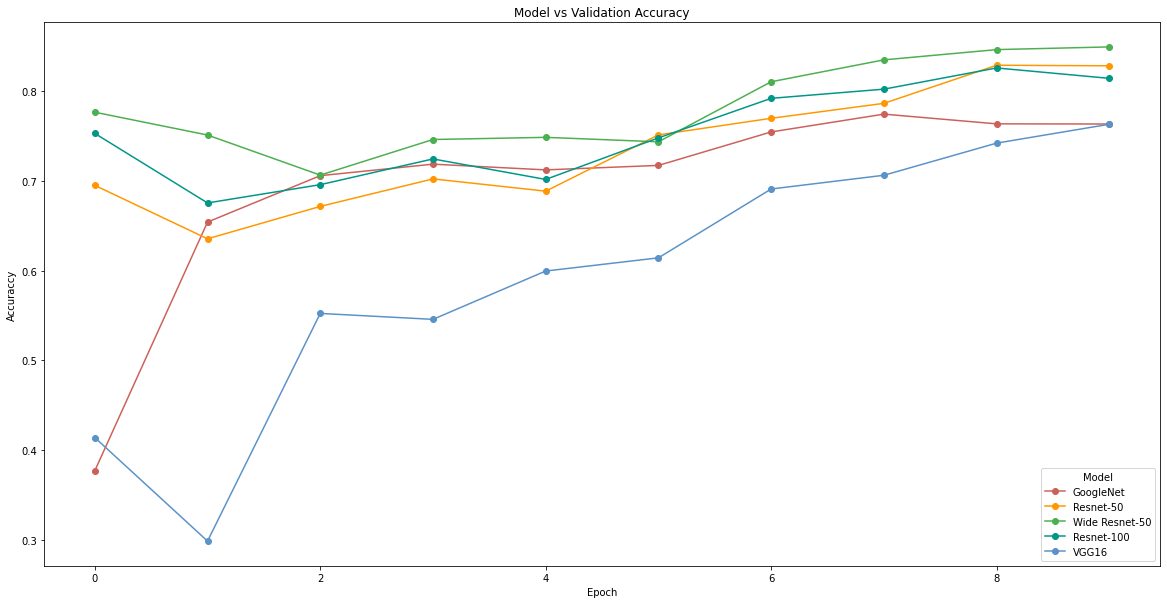 Model vs Validation Accuracy
Accuraccy
0.8
0.7
0.6
0.5
0.4
0.3
0 2 4 6 8
Epoch
Model
GoogleNet
Resnet-50
Wide Resnet-50
Resnet-100
VGG16